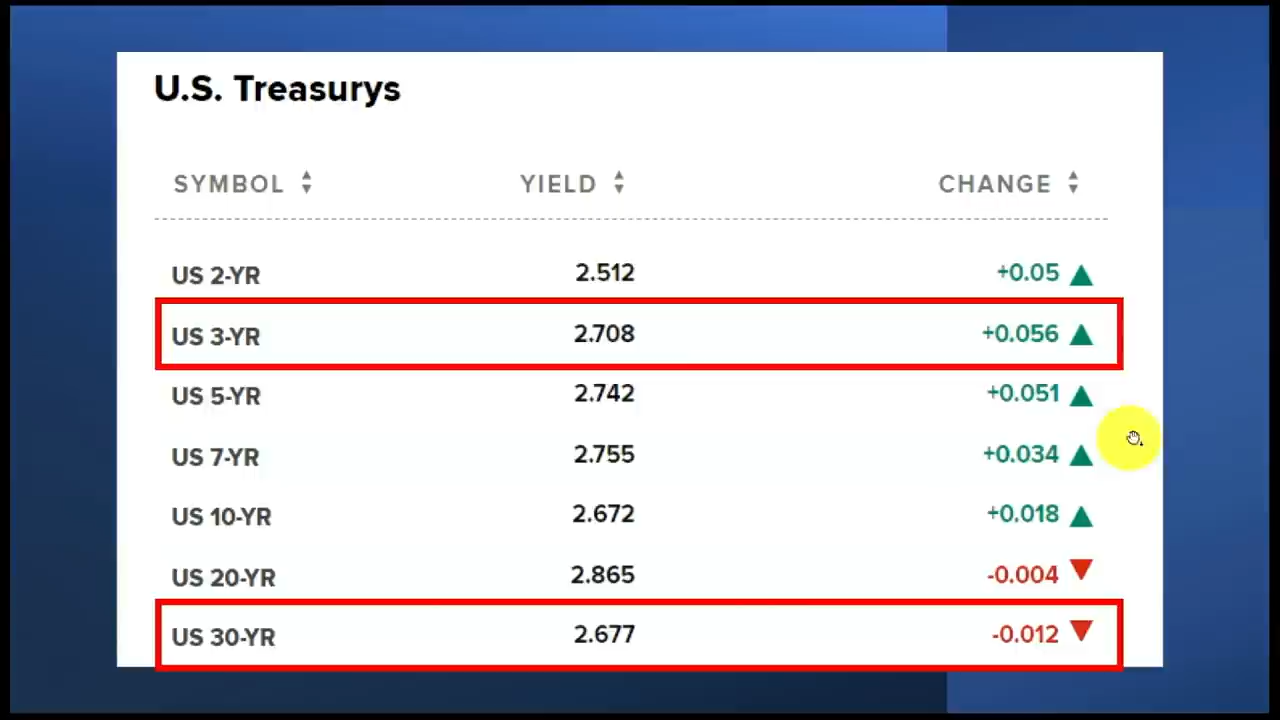 U.S. Treasurys
SYMBOL YIELD CHANGE
US 2-YR 2.512 +0.05
US 3-YR 2.708 +0.056
US 5-YR 2.742 +0.051
US 7-YR 2.755 +0.034
US 10-YR 2.672 +0.018
US 20-YR 2.865 -0.004
US 30-YR 2.677 -0.012